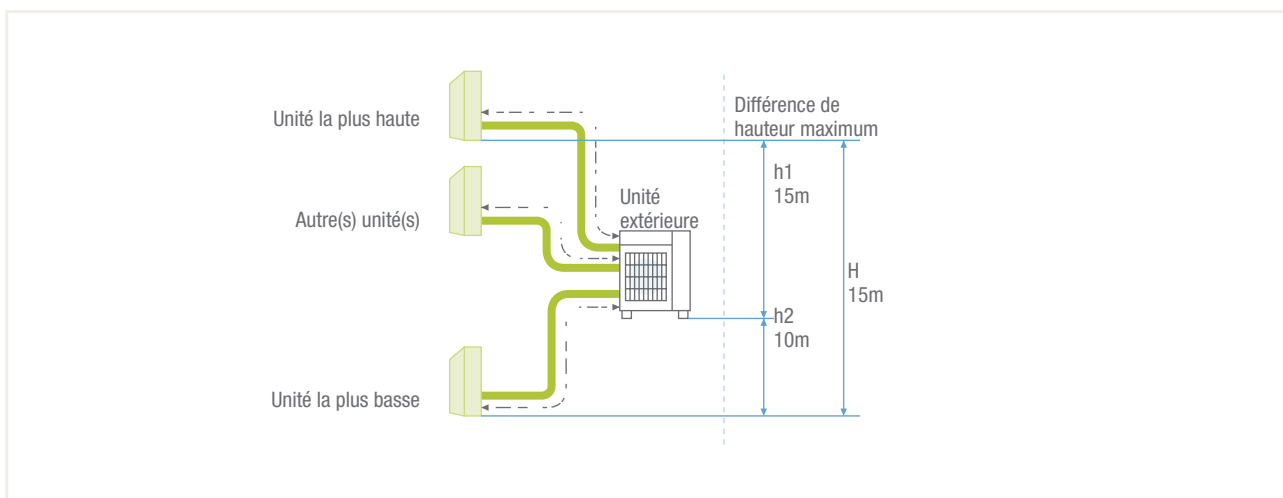 Unité la plus haute
Différence de
hauteur maximum
h1
15m
Autre(s) unité(s)
Unité
extérieure
H
15m
h2
10m
Unité la plus basse